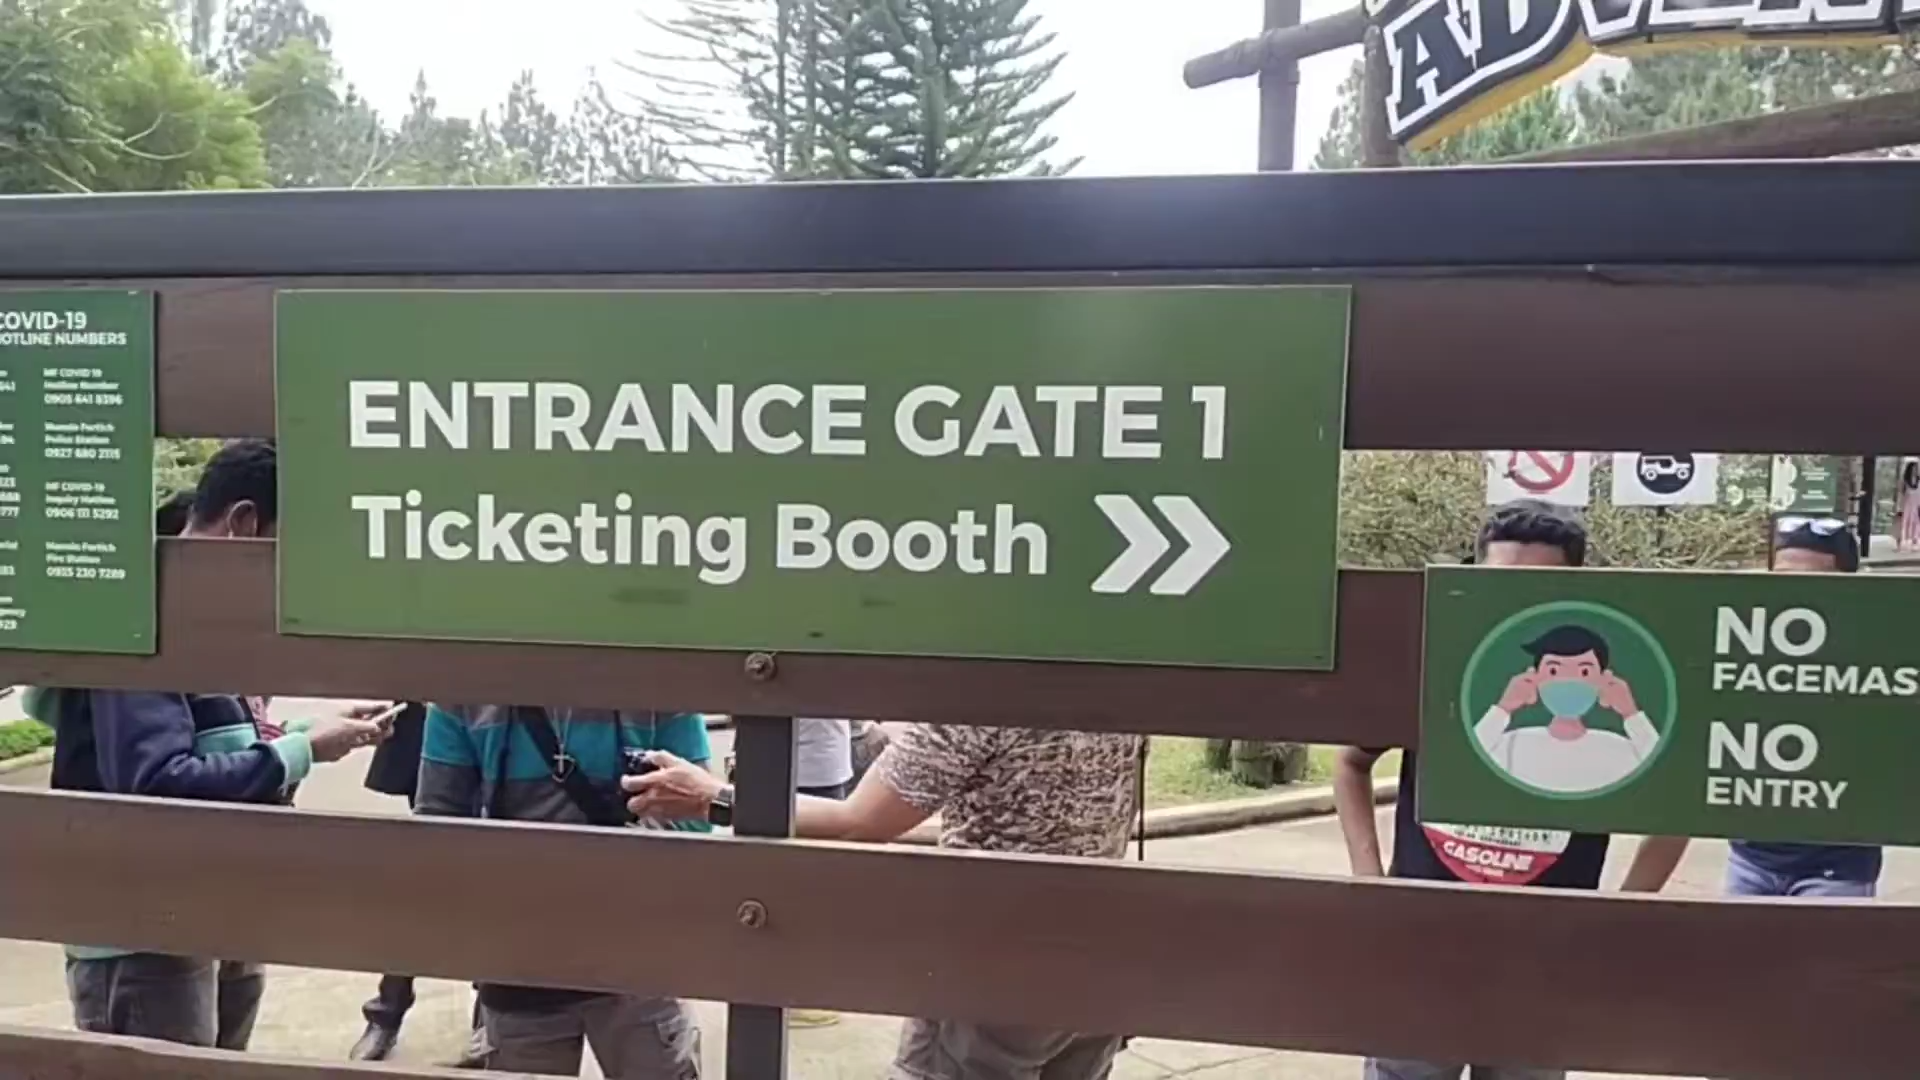 ADVEN
COVID-19
HOTLINE NUMBERS
MF COVID 19
Hotline Number
0905 641 8396
Manolo Fortich
Police Station
0927 680 2115
MF COVID-19
Inquiry Hotline
0906 111 5292
Manolo Fortich
Fire Station
0935 230 7289
ENTRANCE GATE 1
Ticketing Booth
NO
FACEMAS
NO
ENTRY
GASOLINE